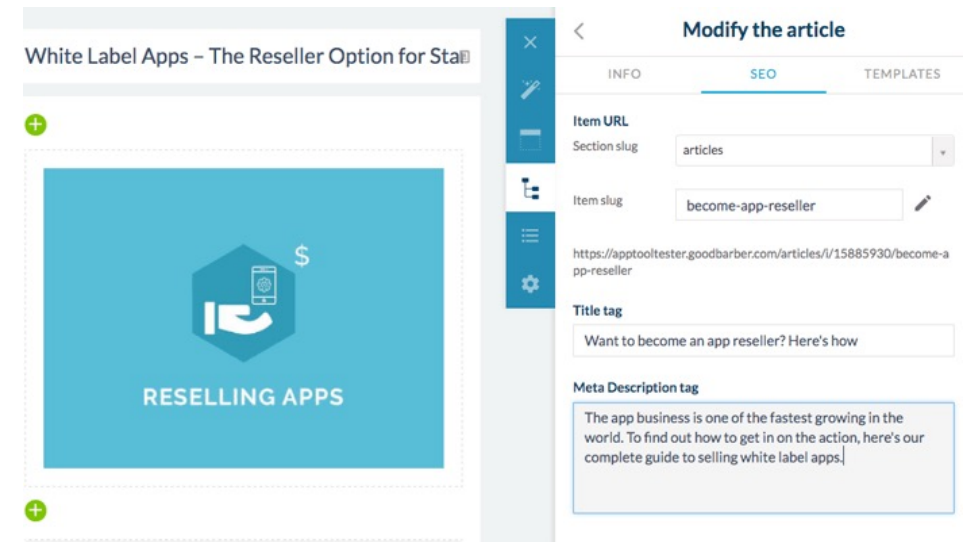 White Label Apps – The Reseller Option for Sta
$
RESELLING APPS
Modify the article
INFO
SEO
TEMPLATES
Item URL
Section slug
articles
Item slug
become-app-reseller
https://apptooltester.goodbarber.com/articles/i/15885930/become-a
pp-reseller
Title tag
Want to become an app reseller? Here's how
Meta Description tag
The app business is one of the fastest growing in the
world. To find out how to get in on the action, here's our
complete guide to selling white label apps.